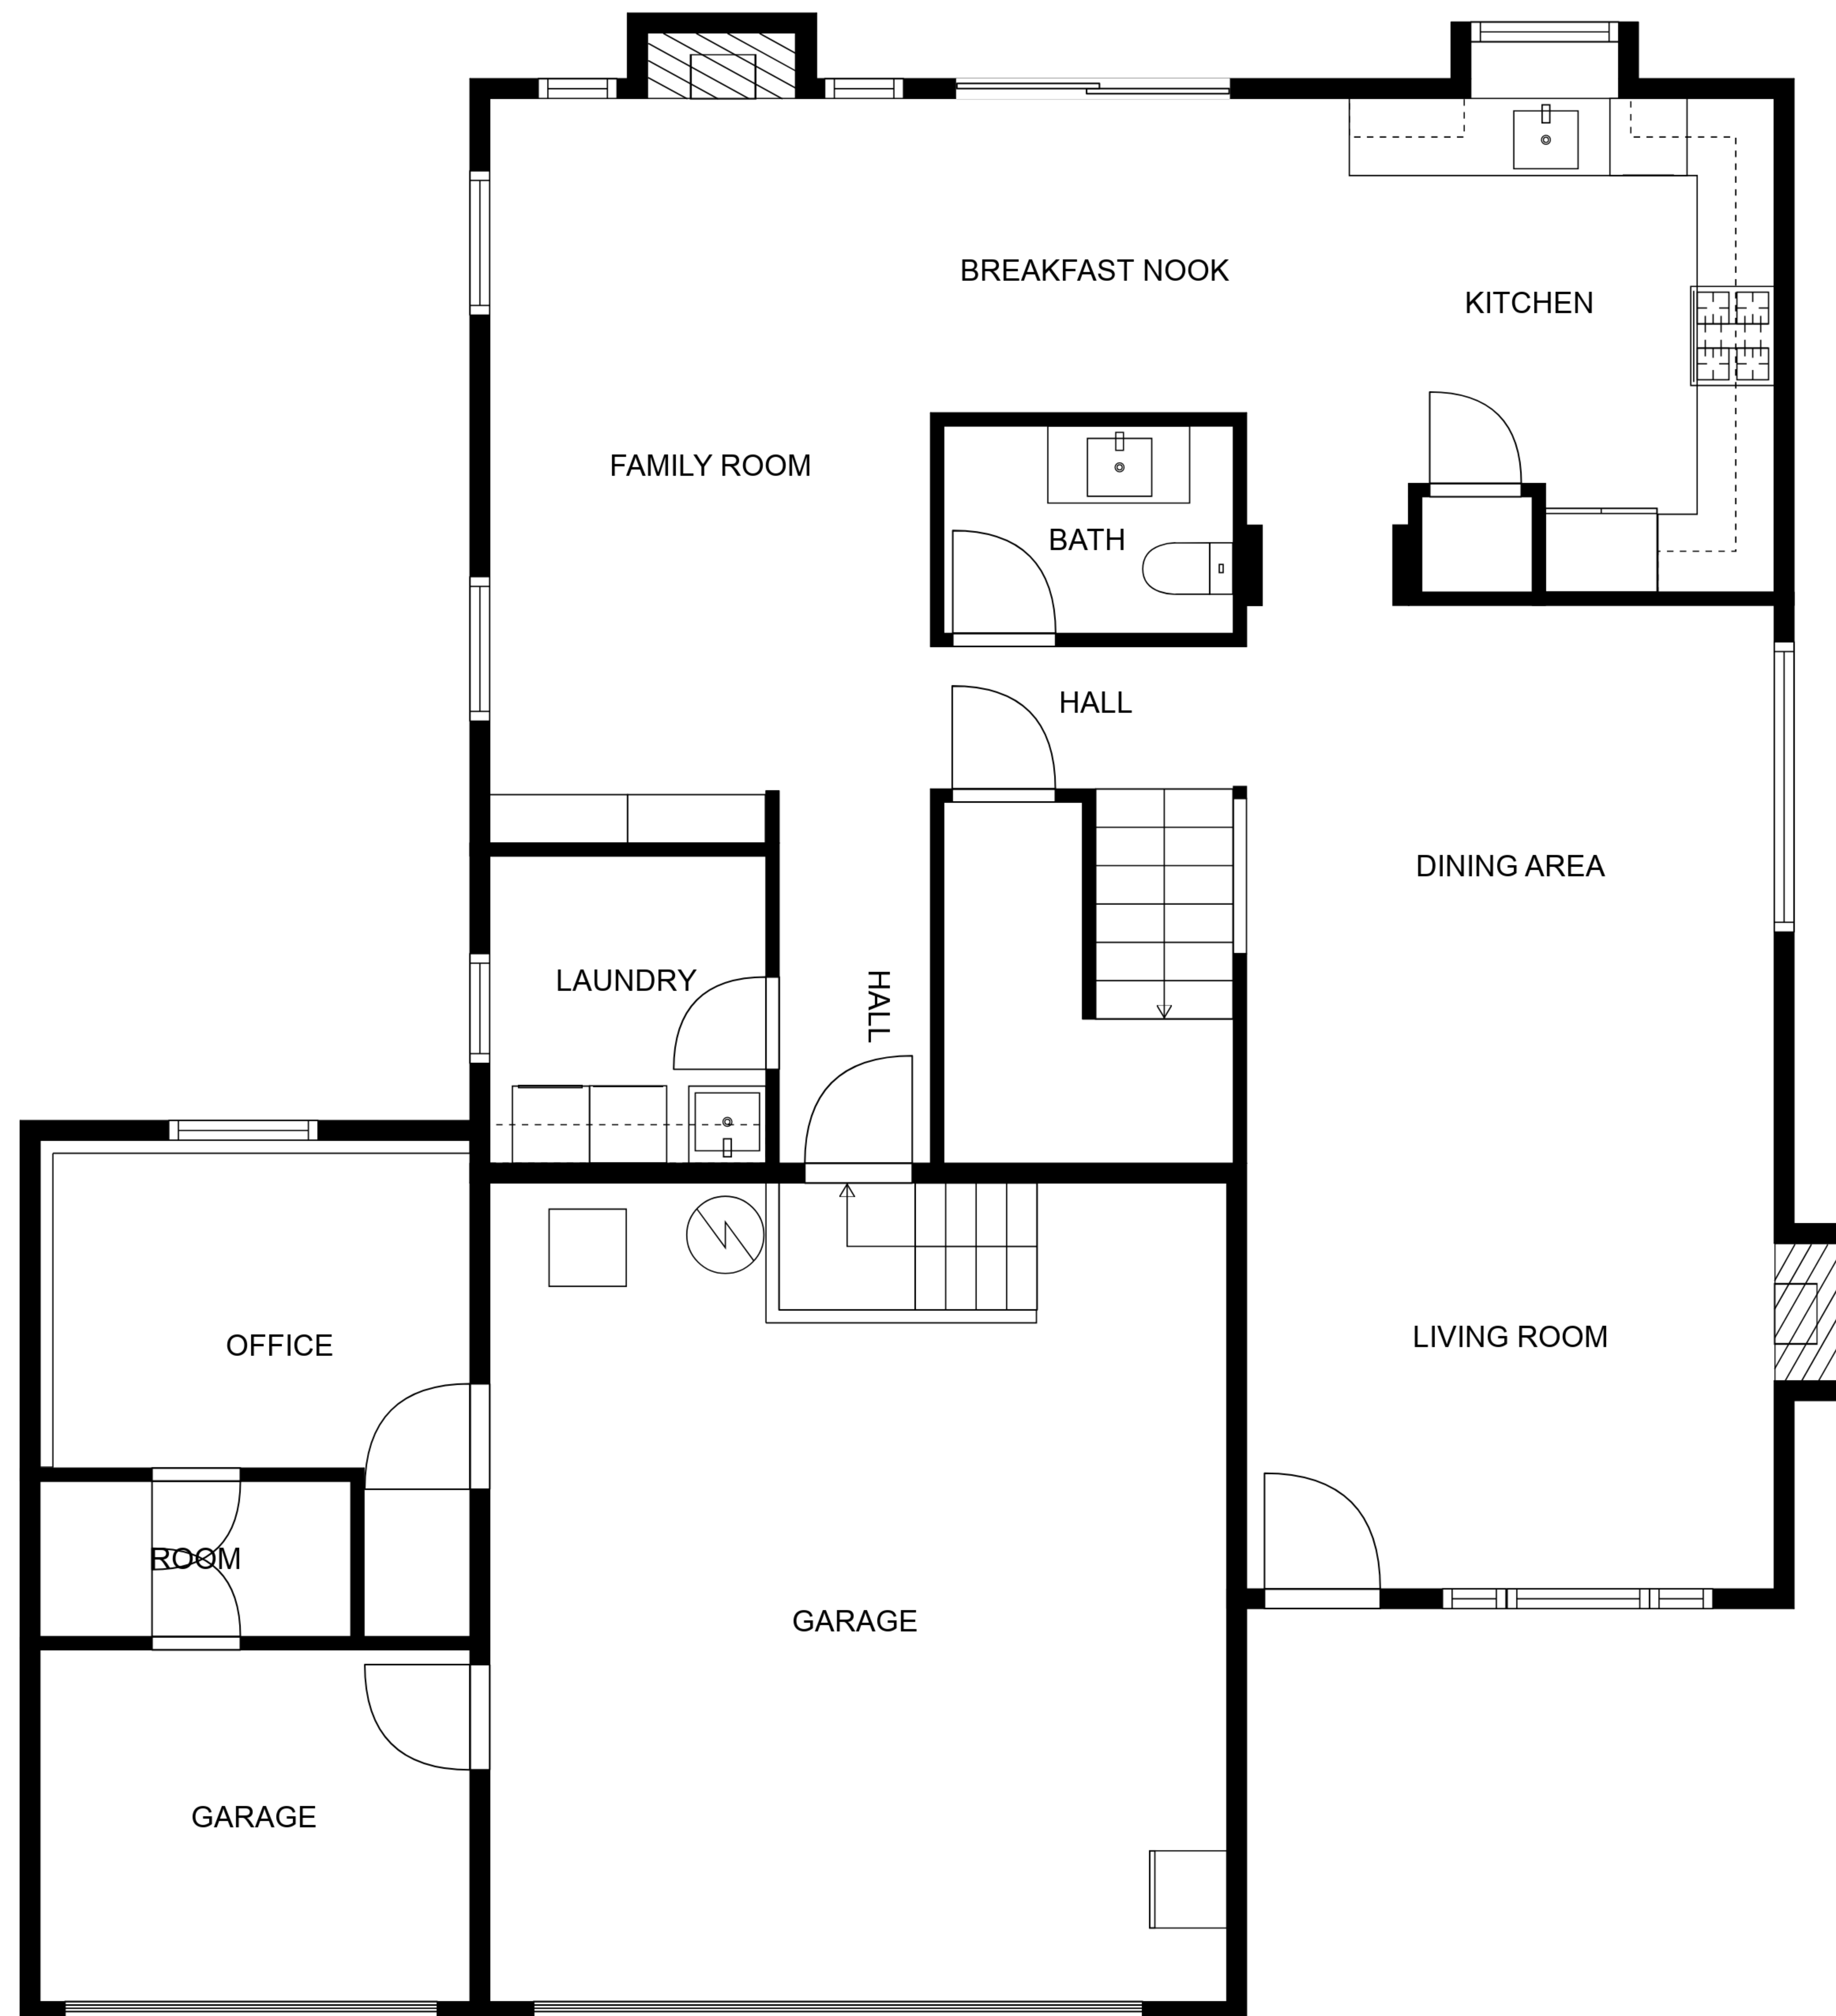 BREAKFAST NOOK
KITCHEN
FAMILY ROOM
BATH
HALL
DINING AREA
LAUNDRY
HALL
LIVING ROOM
OFFICE
ROOM
GARAGE
GARAGE